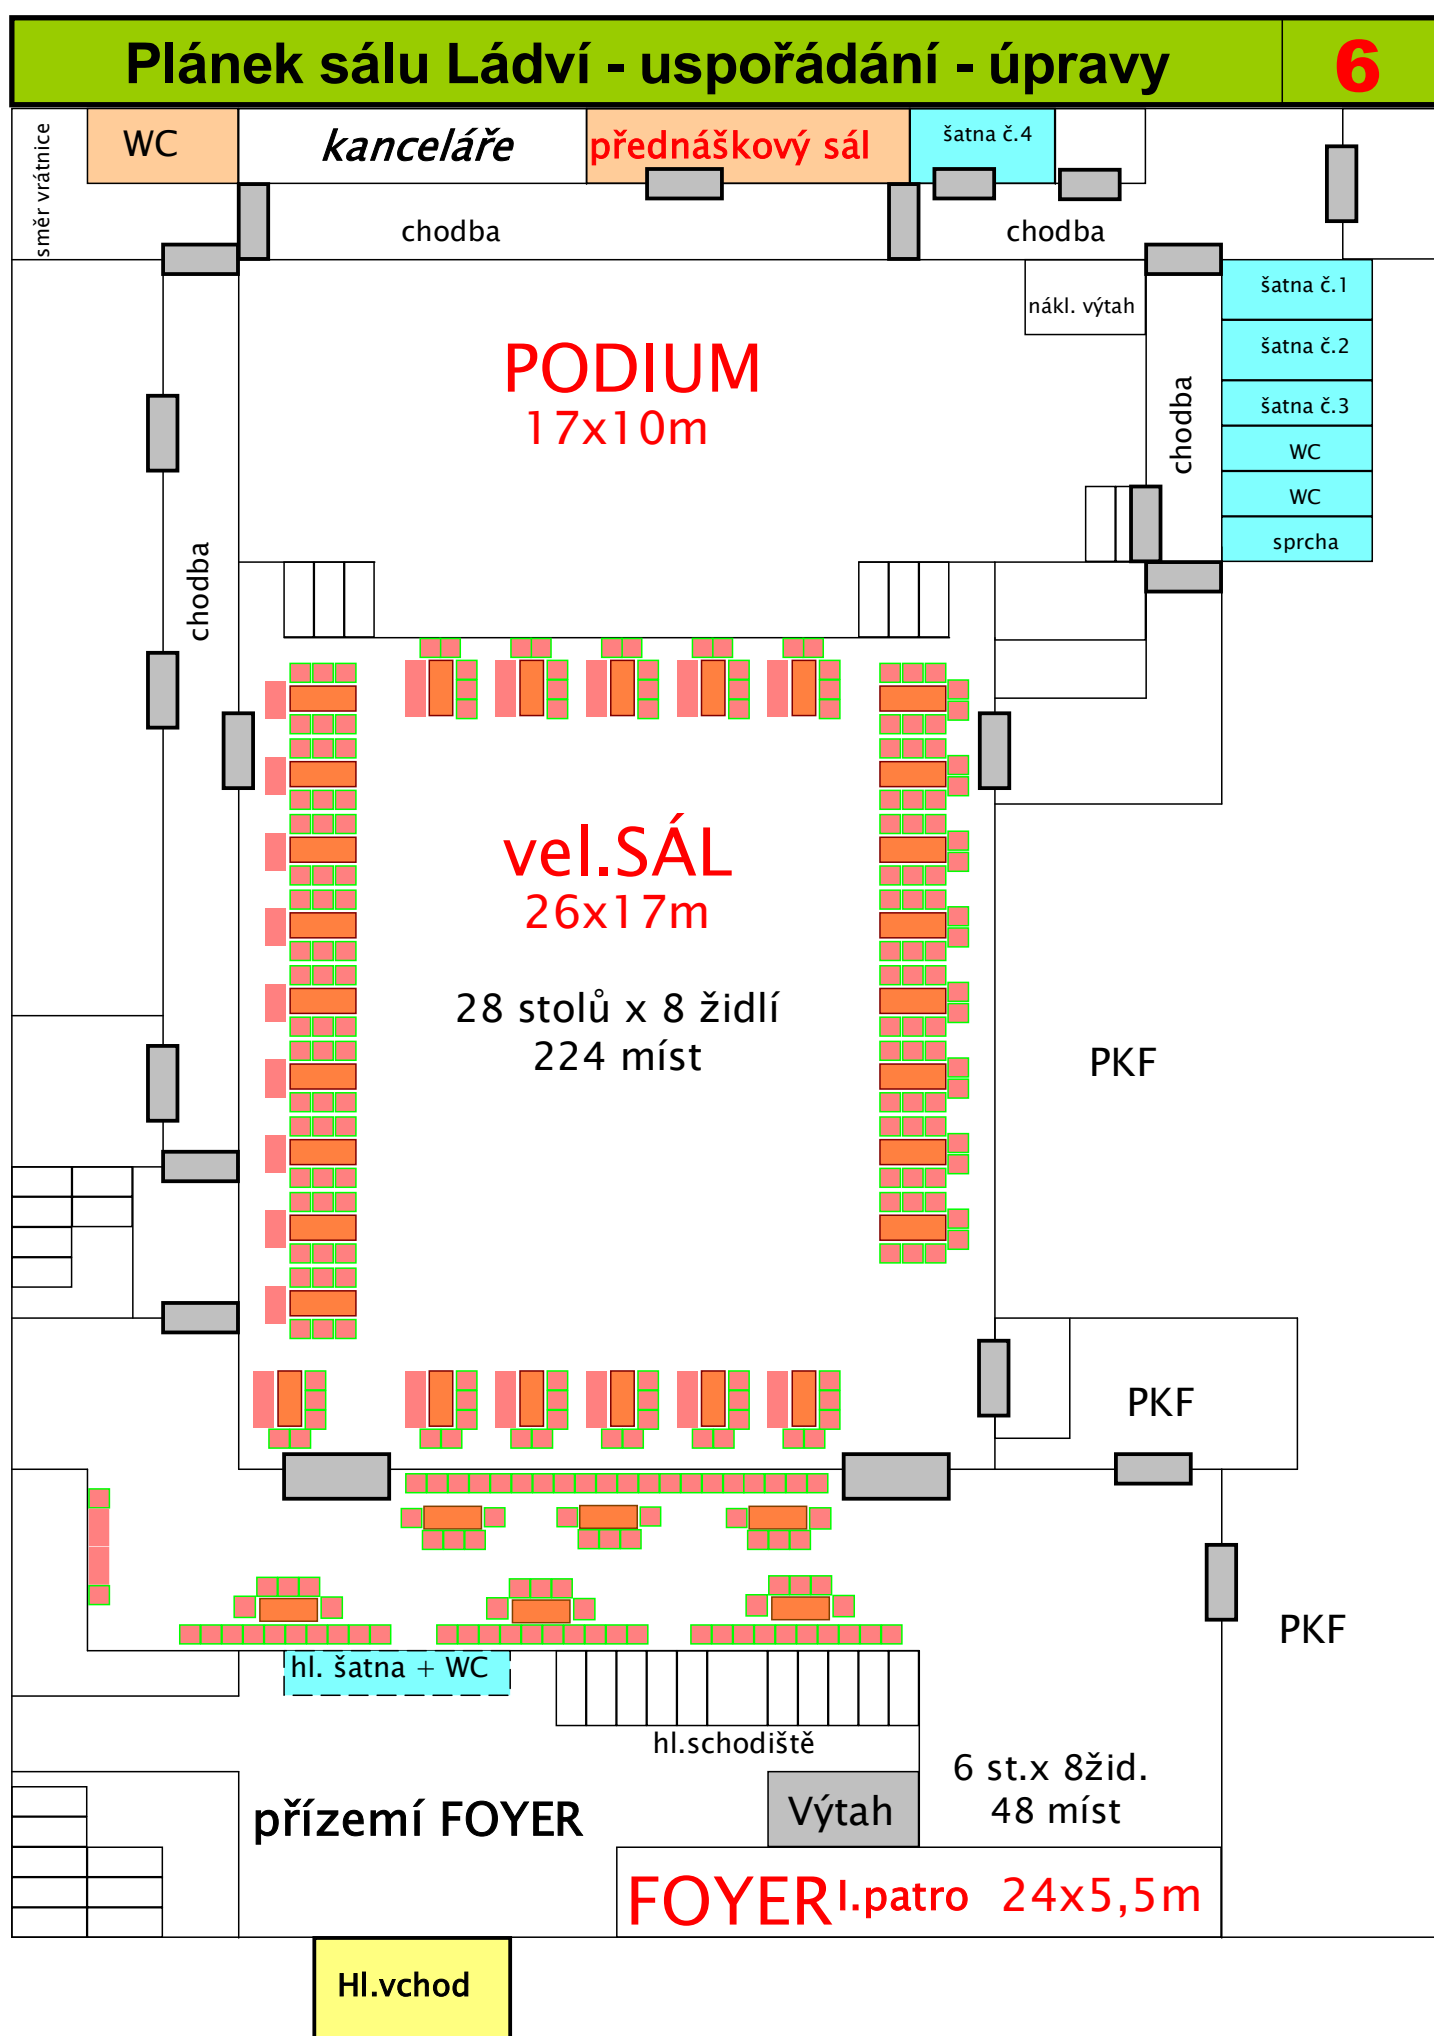 Plánek sálu Ládví - uspořádání - úpravy
6
směr vrátnice
WC
kanceláře
přednáškový sál
šatna č.4
chodba
chodba
nákl. výtah
šatna č.1
šatna č.2
šatna č.3
WC
WC
sprcha
chodba
PODIUM
17x10m
chodba
vel.SÁL
26x17m
28 stolů x 8 židlí
224 míst
PKF
PKF
PKF
hl. šatna + WC
hl.schodiště
6 st.x 8žid.
48 míst
přízemí FOYER
Výtah
FOYER I.patro 24x5,5m
Hl.vchod